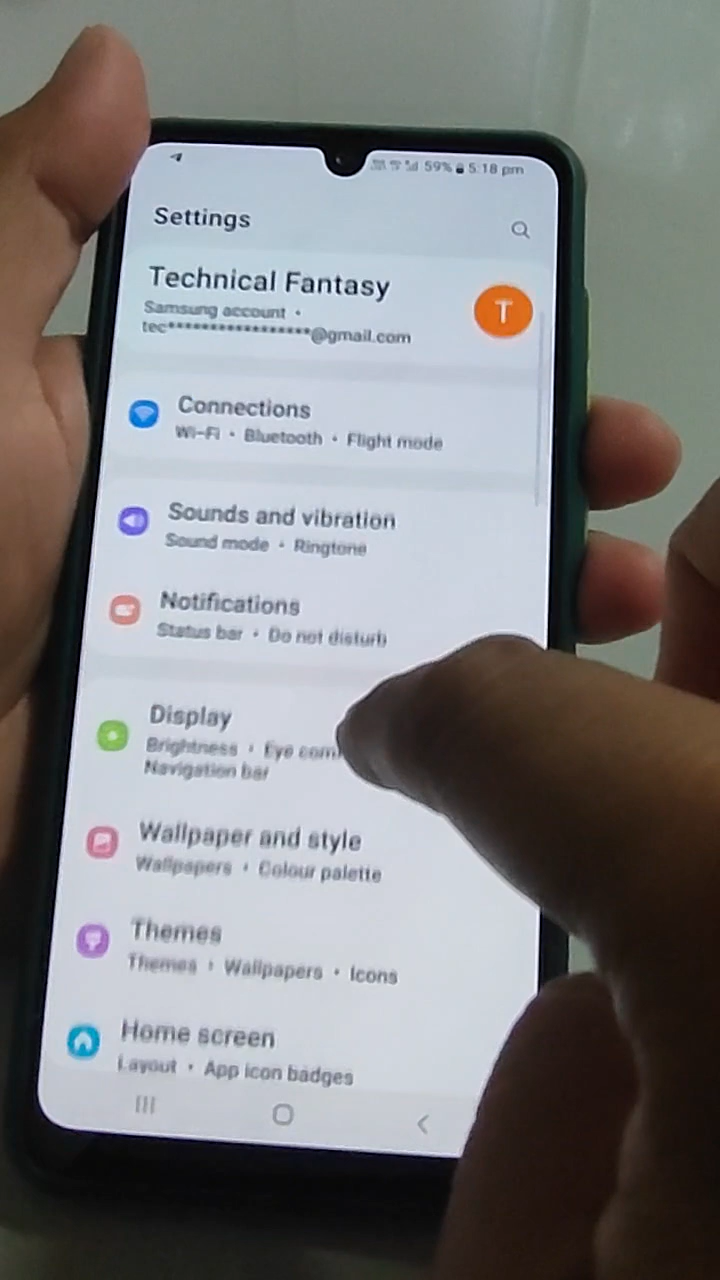 59% 5:18 pm
Settings
Technical Fantasy
Samsung account •
tec*****************@gmail.com
T
Connections
Wi-Fi • Bluetooth • Flight mode
Sounds and vibration
Sound mode • Ringtone
Notifications
Status bar • Do not disturb
Display
Brightness • Eye com
Navigation bar
Wallpaper and style
Wallpapers • Colour palette
Themes
Themes • Wallpapers • Icons
Home screen
Layout • App icon badges